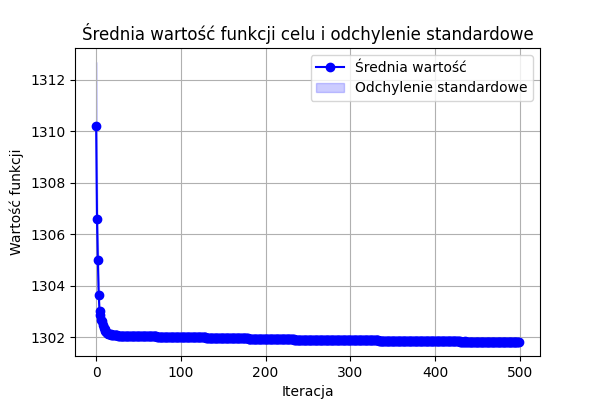 Średnia wartość funkcji celu i odchylenie standardowe
Średnia wartość
Odchylenie standardowe
Wartość funkcji
1312
1310
1308
1306
1304
1302
0 100 200 300 400 500
Iteracja